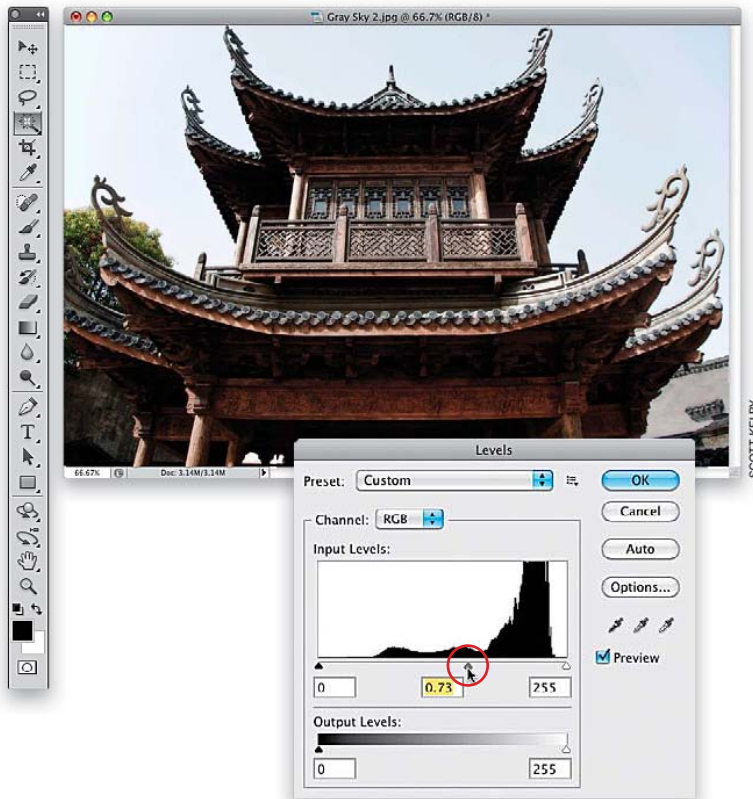 Gray Sky 2.jpg @ 66.7% (RGB/8) *
SCOTT KELBY
66.67%
Doc: 3.14M/3.14M
T
Levels
Preset: Custom
OK
Channel: RGB
Cancel
Input Levels:
Auto
Options...
Preview
0 0.73 255
Output Levels:
0 255